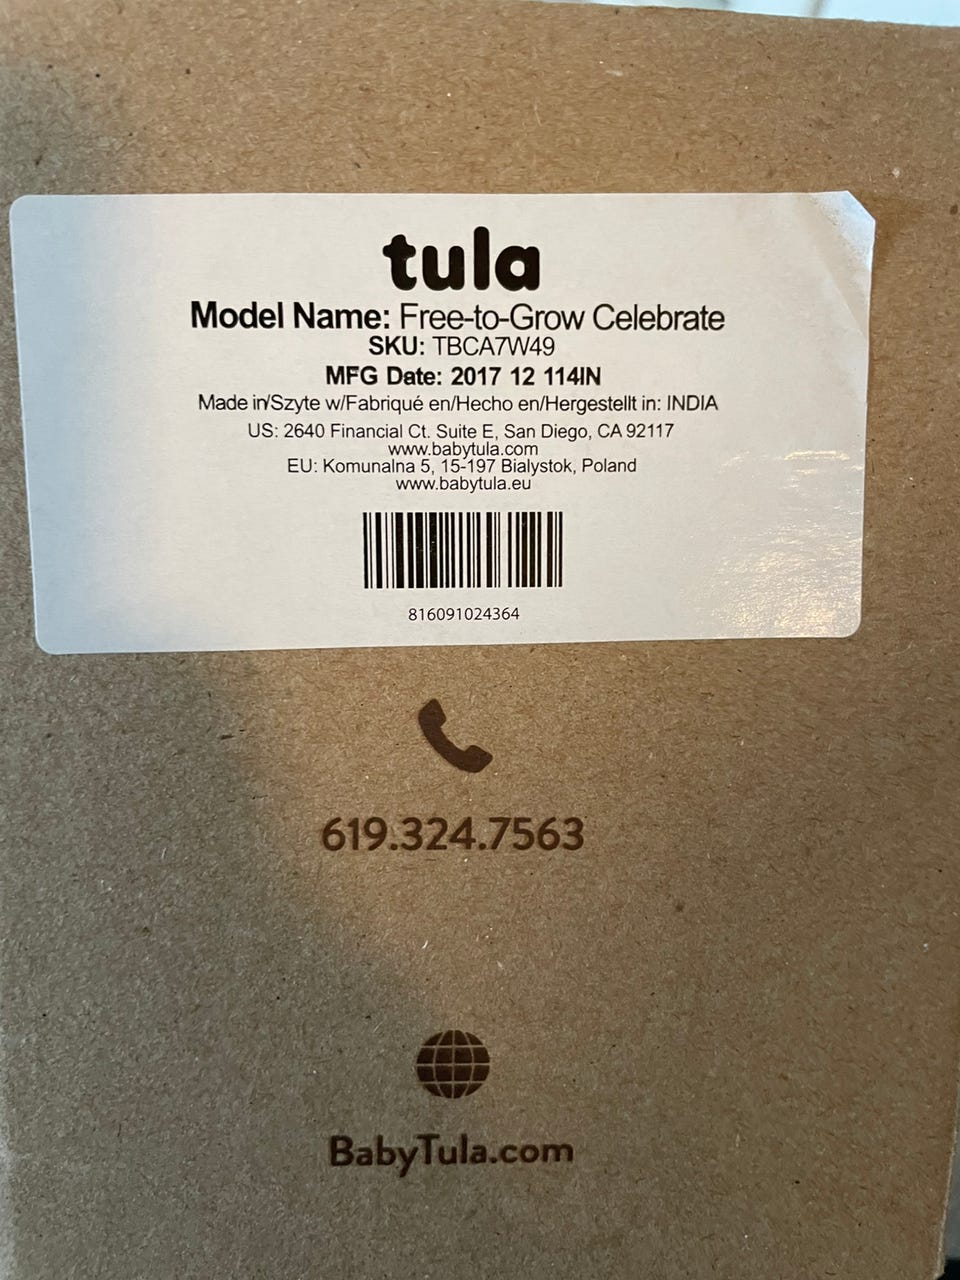 tula
Model Name: Free-to-Grow Celebrate
SKU: TBCA7W49
MFG Date: 2017 12 114IN
Made in/Szyte w/Fabriqué en/Hecho en/Hergestellt in: INDIA
US: 2640 Financial Ct. Suite E, San Diego, CA 92117
www.babytula.com
EU: Komunalna 5, 15-197 Bialystok, Poland
www.babytula.eu
816091024364
619.324.7563
BabyTula.com